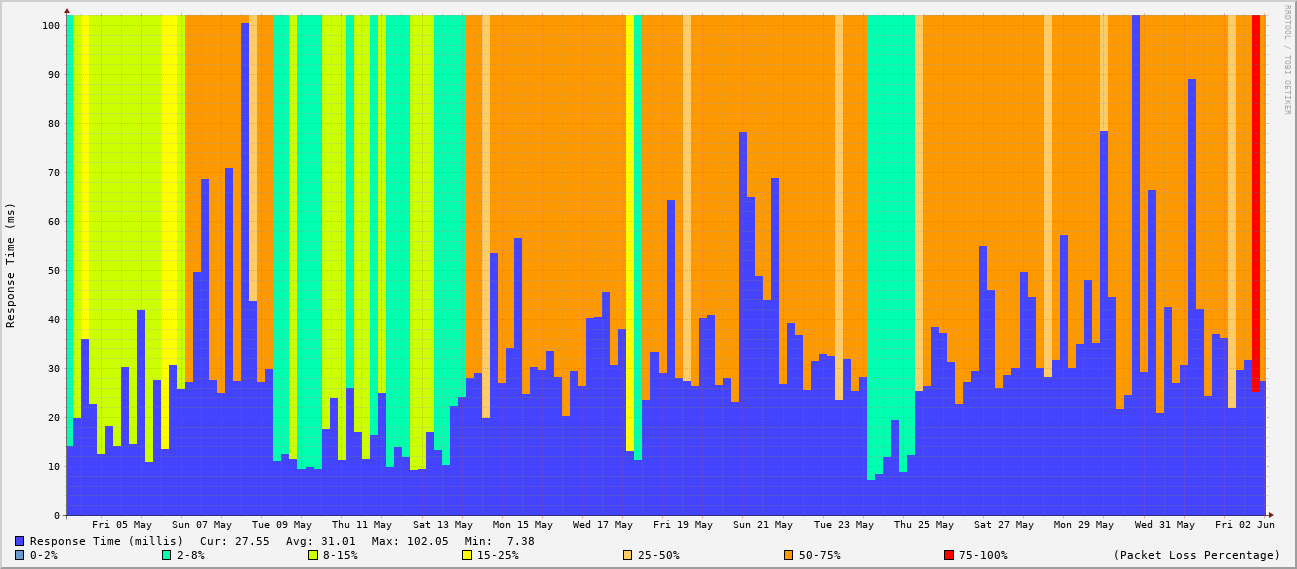 RRDTOOL / TOBI OETIKER
Response Time (ms)
100
90
80
70
60
50
40
30
20
10
0
Fri 05 May Sun 07 May Tue 09 May Thu 11 May Sat 13 May Mon 15 May Wed 17 May Fri 19 May Sun 21 May Tue 23 May Thu 25 May Sat 27 May Mon 29 May Wed 31 May Fri 02 Jun
Response Time (millis) Cur: 27.55 Avg: 31.01 Max: 102.05 Min: 7.38
0-2% 2-8% 8-15% 15-25% 25-50% 50-75% 75-100% (Packet Loss Percentage)